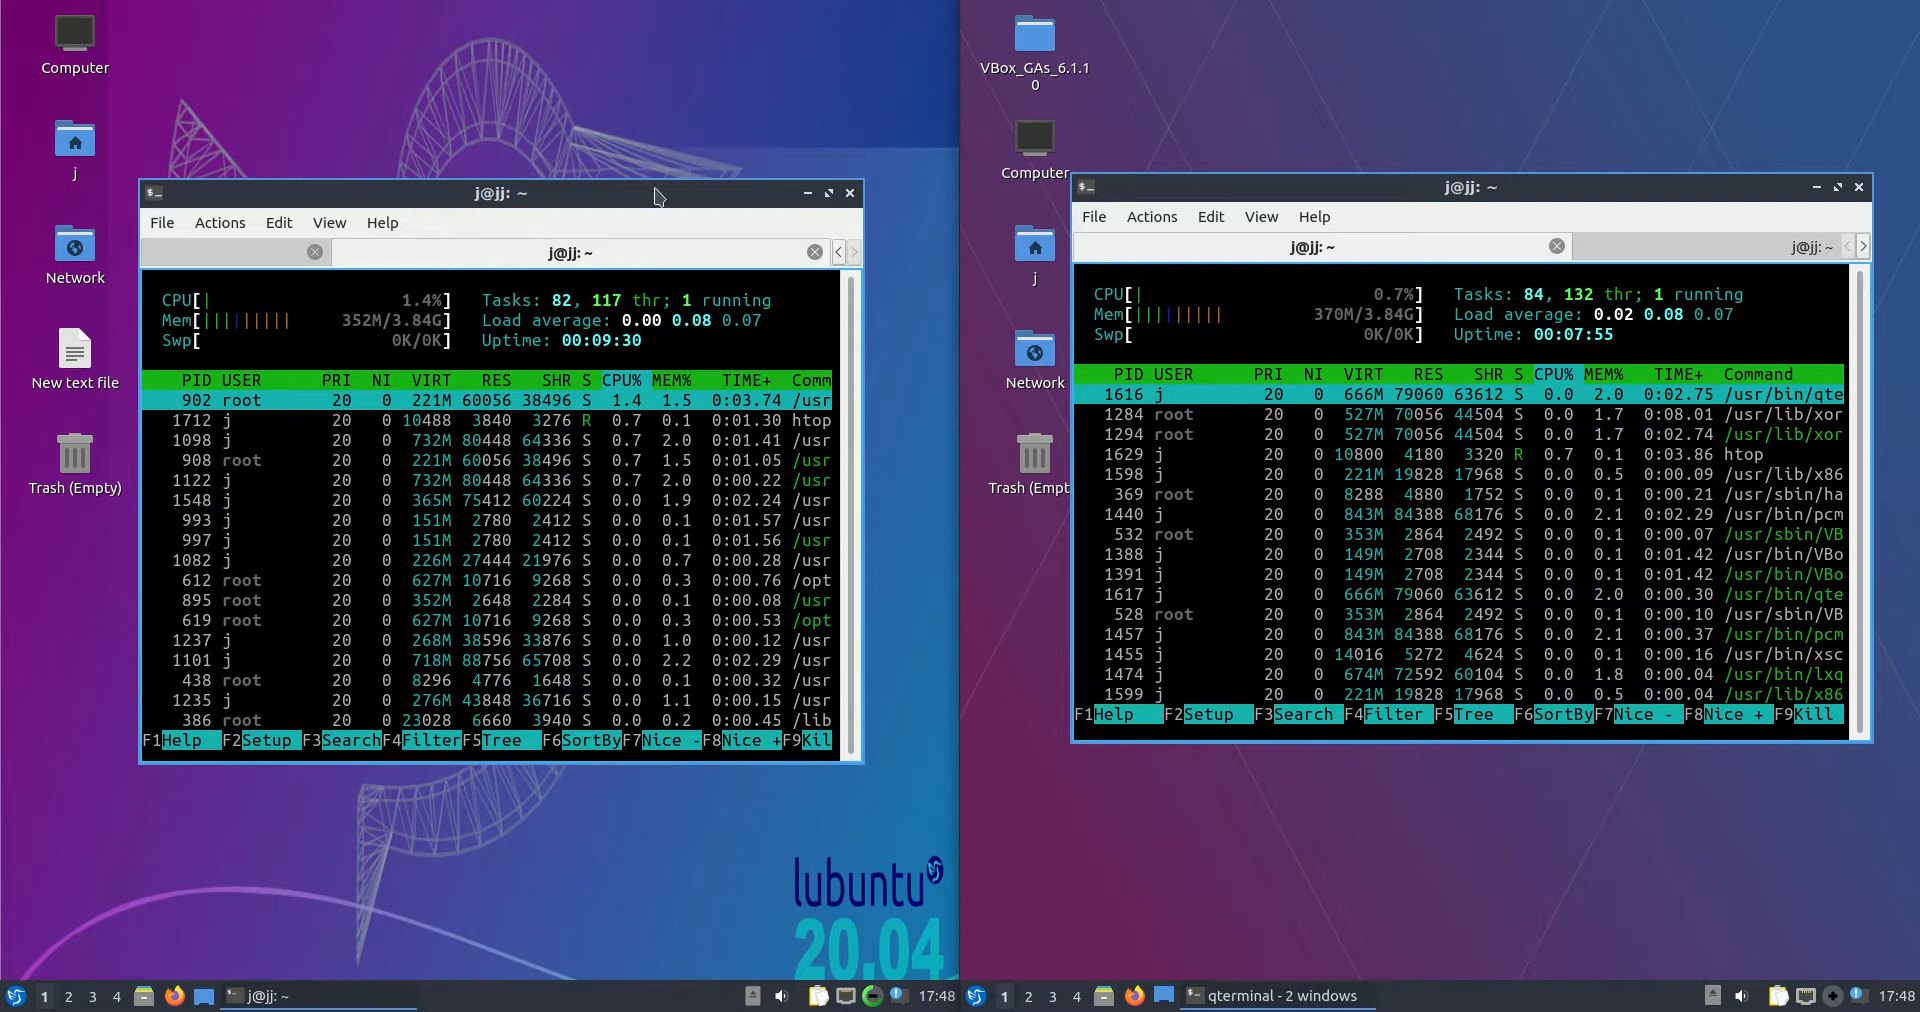 Computer
j
Network
New text file
Trash (Empty)
j@jj: ~
File Actions Edit View Help
j@jj: ~
CPU[| 1.4%] Tasks: 82, 117 thr; 1 running
Mem[||||||||| 352M/3.84G] Load average: 0.00 0.08 0.07
Swp[ 0K/0K] Uptime: 00:09:30
PID USER PRI NI VIRT RES SHR S CPU% MEM% TIME+ Comm
902 root 20 0 221M 60056 38496 S 1.4 1.5 0:03.74 /usr
1712 j 20 0 10488 3840 3276 R 0.7 0.1 0:01.30 htop
1098 j 20 0 732M 80448 64336 S 0.7 2.0 0:01.41 /usr
908 root 20 0 221M 60056 38496 S 0.7 1.5 0:01.05 /usr
1122 j 20 0 732M 80448 64336 S 0.7 2.0 0:00.22 /usr
1548 j 20 0 365M 75412 60224 S 0.0 1.9 0:02.24 /usr
993 j 20 0 151M 2780 2412 S 0.0 0.1 0:01.57 /usr
997 j 20 0 151M 2780 2412 S 0.0 0.1 0:01.56 /usr
1082 j 20 0 226M 27444 21976 S 0.0 0.7 0:00.28 /usr
612 root 20 0 627M 10716 9268 S 0.0 0.3 0:00.76 /opt
895 root 20 0 352M 2648 2284 S 0.0 0.1 0:00.08 /usr
619 root 20 0 627M 10716 9268 S 0.0 0.3 0:00.53 /opt
1237 j 20 0 268M 38596 33876 S 0.0 1.0 0:00.12 /usr
1101 j 20 0 718M 88756 65708 S 0.0 2.2 0:02.29 /usr
438 root 20 0 8296 4776 1648 S 0.0 0.1 0:00.32 /usr
1235 j 20 0 276M 43848 36716 S 0.0 1.1 0:00.15 /usr
386 root 20 0 23028 6660 3940 S 0.0 0.2 0:00.45 /lib
F1Help F2Setup F3SearchF4FilterF5Tree F6SortByF7Nice -F8Nice +F9Kil
lubuntu
20.04
1 2 3 4 j@jj: ~ 17:48
VBox_GAs_6.1.1
0
Computer
j
Network
Trash (Empt
j@jj: ~
File Actions Edit View Help
j@jj: ~ j@jj: ~
CPU[| 0.7%] Tasks: 84, 132 thr; 1 running
Mem[||||||||| 370M/3.84G] Load average: 0.02 0.08 0.07
Swp[ 0K/0K] Uptime: 00:07:55
PID USER PRI NI VIRT RES SHR S CPU% MEM% TIME+ Command
1616 j 20 0 666M 79060 63612 S 0.0 2.0 0:02.75 /usr/bin/qte
1284 root 20 0 527M 70056 44504 S 0.0 1.7 0:08.01 /usr/lib/xor
1294 root 20 0 527M 70056 44504 S 0.0 1.7 0:02.74 /usr/lib/xor
1629 j 20 0 10800 4180 3320 R 0.7 0.1 0:03.86 htop
1598 j 20 0 221M 19828 17968 S 0.0 0.5 0:00.09 /usr/lib/x86
369 root 20 0 8288 4880 1752 S 0.0 0.1 0:00.21 /usr/sbin/ha
1440 j 20 0 843M 84388 68176 S 0.0 2.1 0:02.29 /usr/bin/pcm
532 root 20 0 353M 2864 2492 S 0.0 0.1 0:00.07 /usr/sbin/VB
1388 j 20 0 149M 2708 2344 S 0.0 0.1 0:01.42 /usr/bin/VBo
1391 j 20 0 149M 2708 2344 S 0.0 0.1 0:01.42 /usr/bin/VBo
1617 j 20 0 666M 79060 63612 S 0.0 2.0 0:00.30 /usr/bin/qte
528 root 20 0 353M 2864 2492 S 0.0 0.1 0:00.10 /usr/sbin/VB
1457 j 20 0 843M 84388 68176 S 0.0 2.1 0:00.37 /usr/bin/pcm
1455 j 20 0 14016 5272 4624 S 0.0 0.1 0:00.16 /usr/bin/xsc
1474 j 20 0 674M 72592 60104 S 0.0 1.8 0:00.04 /usr/bin/lxq
1599 j 20 0 221M 19828 17968 S 0.0 0.5 0:00.04 /usr/lib/x86
F1Help F2Setup F3Search F4Filter F5Tree F6SortByF7Nice - F8Nice + F9Kill
1 2 3 4 qterminal - 2 windows 17:48